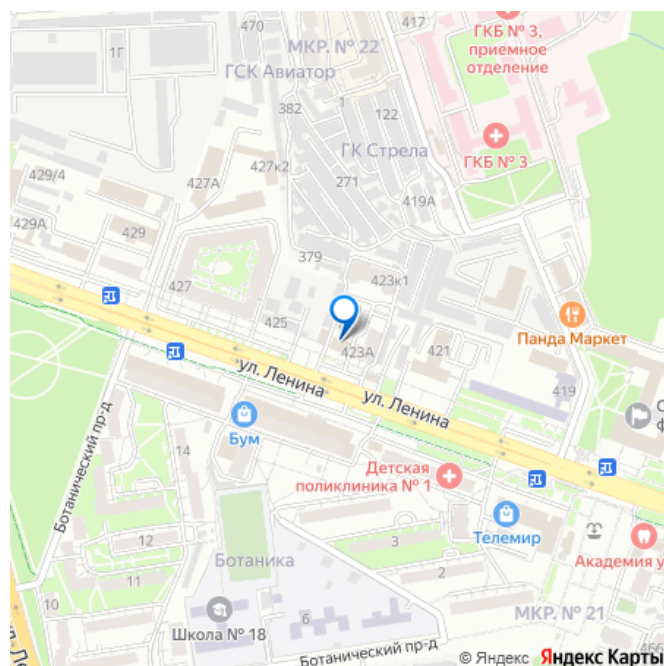 470
417
ГКБ № 3,
приемное
отделение
МКР. № 22
1Г
ГСК Авиатор
382
1
122
ГКБ № 3
ГК Стрела
429/4
427к2
427А
271
419А
429А
429
379
427
423к1
425
Панда Маркет
423А
421
ул. Ленина
ул. Ленина
419
Ботанический пр-д
Бум
14
Детская
поликлиника № 1
Телемир
12
3
Ботаника
Академия у
11
2
10
МКР. № 21
6
Школа № 18
Ботанический пр-д
© Яндекс Яндекс Карты